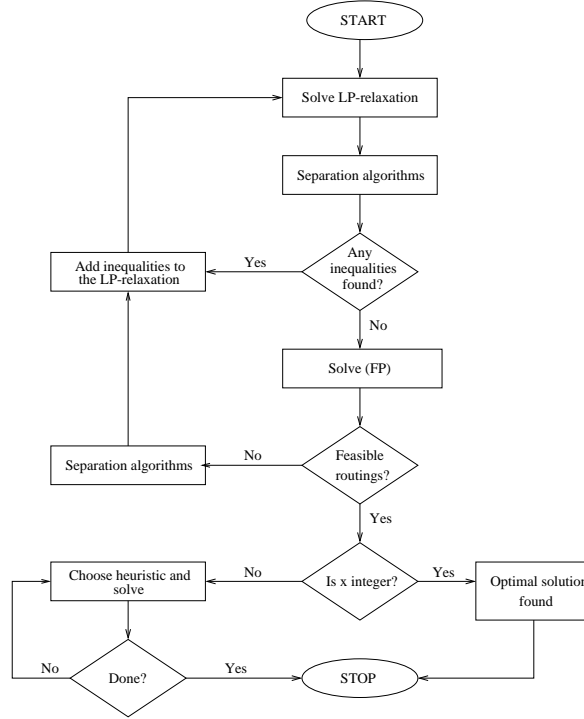 START
Solve LP-relaxation
Separation algorithms
Any
inequalities
found?
Yes
Add inequalities to
the LP-relaxation
No
Solve (FP)
Feasible
routings?
No
Separation algorithms
Yes
Is x integer?
No
Choose heuristic and
solve
Yes
Optimal solution
found
Done?
No
Yes
STOP